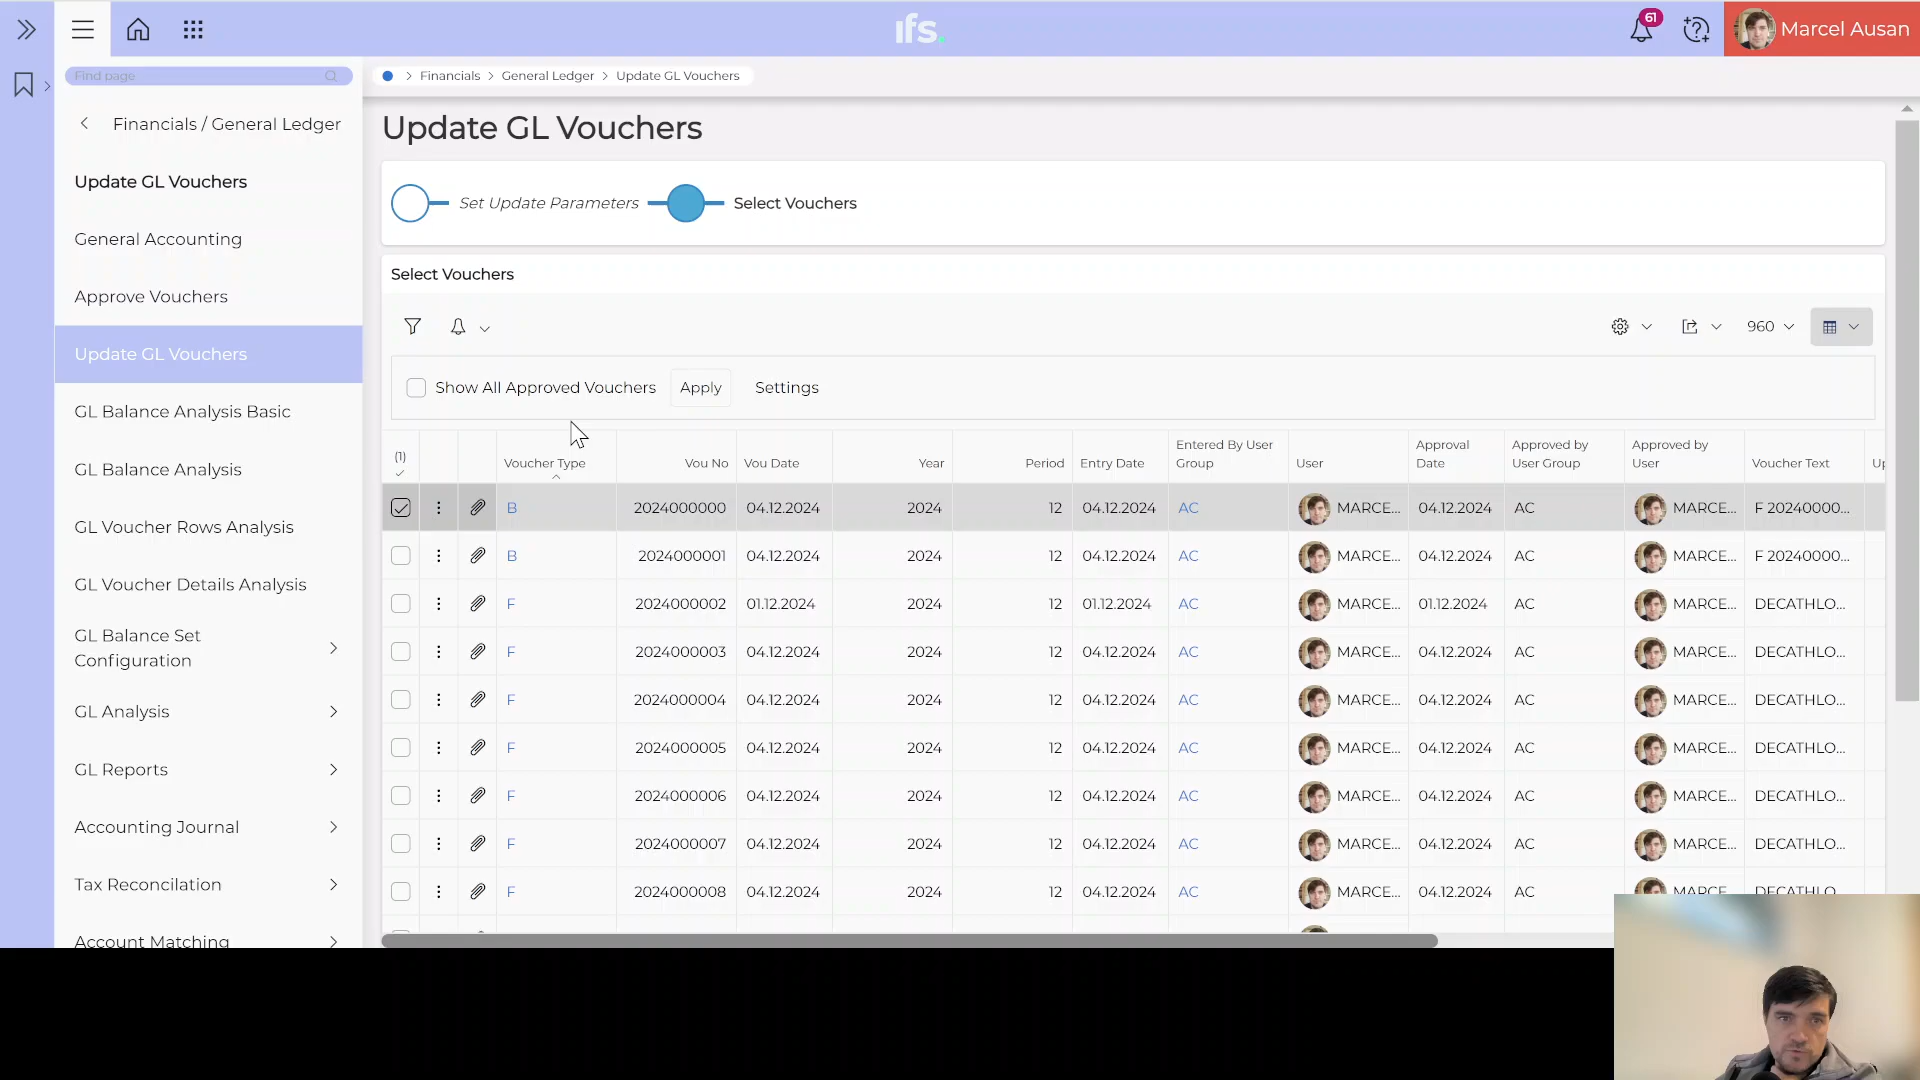 ifs.
61
Marcel Ausan
Find page
Financials
General Ledger
Update GL Vouchers
Financials / General Ledger
Update GL Vouchers
General Accounting
Approve Vouchers
Update GL Vouchers
GL Balance Analysis Basic
GL Balance Analysis
GL Voucher Rows Analysis
GL Voucher Details Analysis
GL Balance Set
Configuration
GL Analysis
GL Reports
Accounting Journal
Tax Reconcilation
Account Matching
Update GL Vouchers
Set Update Parameters
Select Vouchers
Select Vouchers
960
Show All Approved Vouchers
Apply
Settings
(1) Voucher Type Vou No Vou Date Year Period Entry Date Entered By User Group User Approval Date Approved by User Group Approved by User Voucher Text Up
B 2024000000 04.12.2024 2024 12 04.12.2024 AC MARCE... 04.12.2024 AC MARCE... F 20240000...
B 2024000001 04.12.2024 2024 12 04.12.2024 AC MARCE... 04.12.2024 AC MARCE... F 20240000...
F 2024000002 01.12.2024 2024 12 01.12.2024 AC MARCE... 01.12.2024 AC MARCE... DECATHLO...
F 2024000003 04.12.2024 2024 12 04.12.2024 AC MARCE... 04.12.2024 AC MARCE... DECATHLO...
F 2024000004 04.12.2024 2024 12 04.12.2024 AC MARCE... 04.12.2024 AC MARCE... DECATHLO...
F 2024000005 04.12.2024 2024 12 04.12.2024 AC MARCE... 04.12.2024 AC MARCE... DECATHLO...
F 2024000006 04.12.2024 2024 12 04.12.2024 AC MARCE... 04.12.2024 AC MARCE... DECATHLO...
F 2024000007 04.12.2024 2024 12 04.12.2024 AC MARCE... 04.12.2024 AC MARCE... DECATHLO...
F 2024000008 04.12.2024 2024 12 04.12.2024 AC MARCE... 04.12.2024 AC MARCE DECATHLO